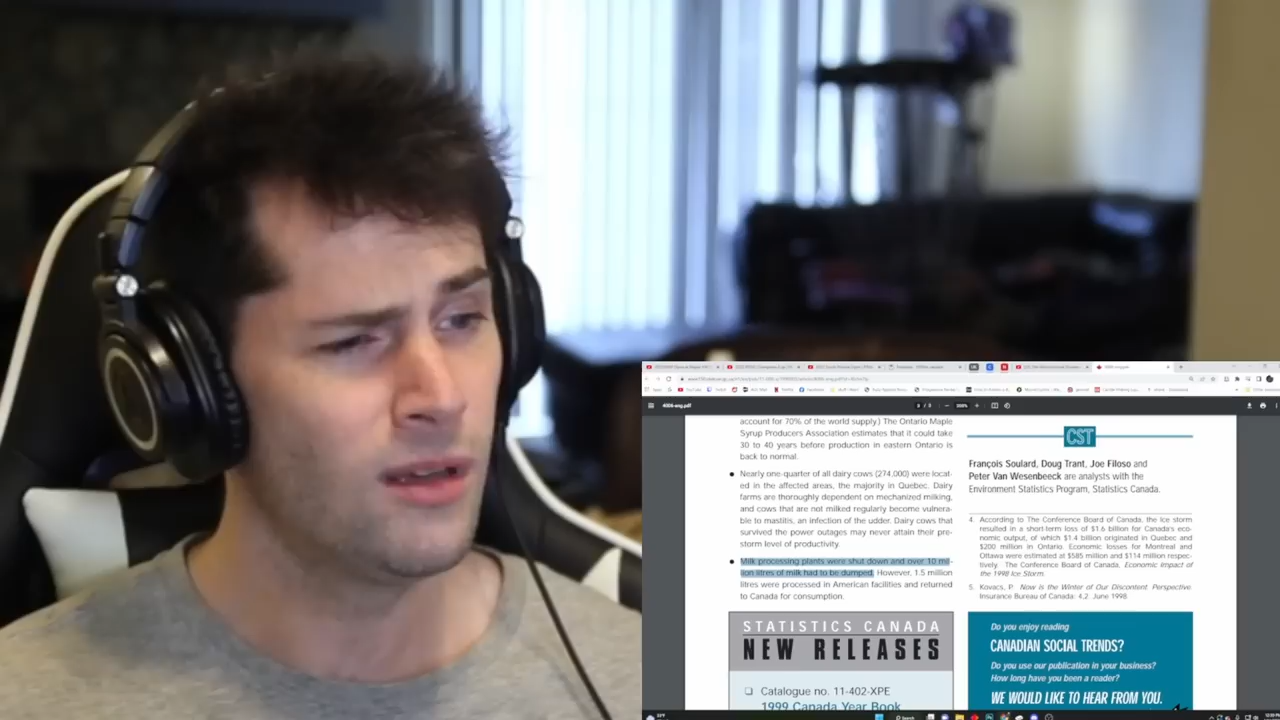 4006-eng.pdf
account for 70% of the world supply.) The Ontario Maple
Syrup Producers Association estimates that it could take
30 to 40 years before production in eastern Ontario is
back to normal.
● Nearly one-quarter of all dairy cows (274,000) were locat-
ed in the affected areas, the majority in Quebec. Dairy
farms are thoroughly dependent on mechanized milking,
and cows that are not milked regularly become vulnera-
ble to mastitis, an infection of the udder. Dairy cows that
survived the power outages may never attain their pre-
storm level of productivity.
● Milk processing plants were shut down and over 10 mil-
lion litres of milk had to be dumped. However, 1.5 million
litres were processed in American facilities and returned
to Canada for consumption.
STATISTICS CANADA
NEW RELEASES
❑ Catalogue no. 11-402-XPE
1999 Canada Year Book
CST
François Soulard, Doug Trant, Joe Filoso and
Peter Van Wesenbeeck are analysts with the
Environment Statistics Program, Statistics Canada.
4. According to The Conference Board of Canada, the Ice storm
resulted in a short-term loss of $1.6 billion for Canada's eco-
nomic output, of which $1.4 billion originated in Quebec and
$200 million in Ontario. Economic losses for Montreal and
Ottawa were estimated at $585 million and $114 million respec-
tively. The Conference Board of Canada, Economic Impact of
the 1998 Ice Storm.
5. Kovacs, P. Now is the Winter of Our Discontent. Perspective.
Insurance Bureau of Canada: 4,2. June 1998
Do you enjoy reading
CANADIAN SOCIAL TRENDS?
Do you use our publication in your business?
How long have you been a reader?
WE WOULD LIKE TO HEAR FROM YOU.